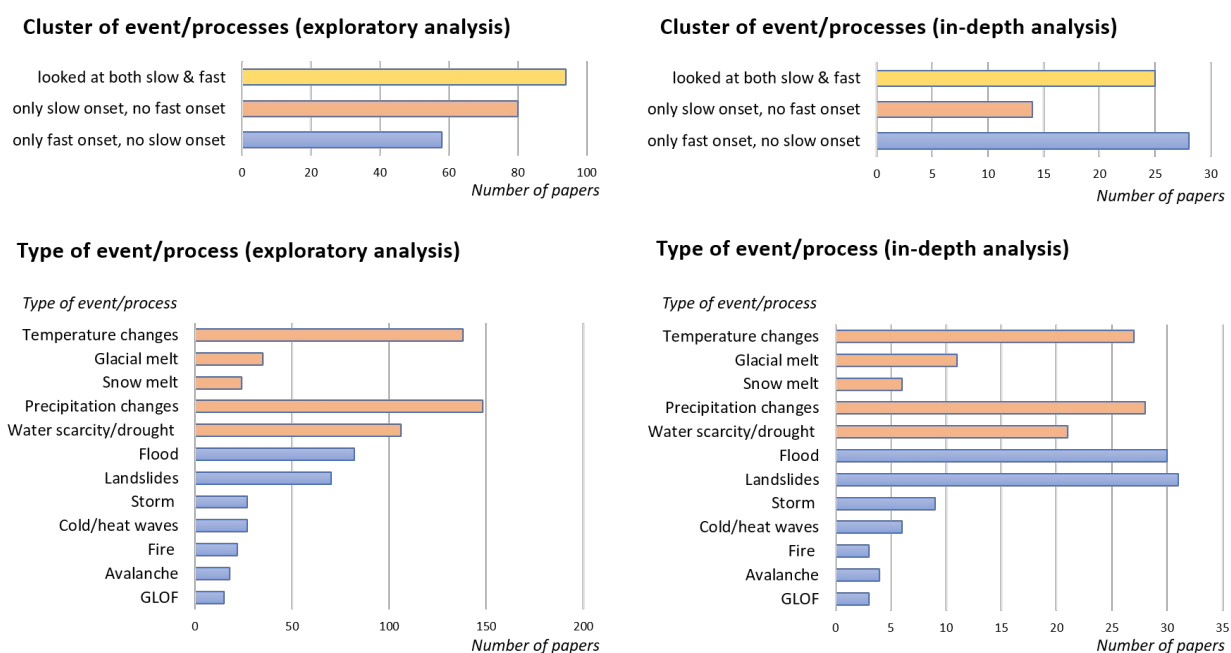 Cluster of event/processes (exploratory analysis)
looked at both slow & fast
only slow onset, no fast onset
only fast onset, no slow onset
0 20 40 60 80 100
Number of papers
Cluster of event/processes (in-depth analysis)
looked at both slow & fast
only slow onset, no fast onset
only fast onset, no slow onset
0 5 10 15 20 25 30
Number of papers
Type of event/process (exploratory analysis)
Type of event/process
Temperature changes
Glacial melt
Snow melt
Precipitation changes
Water scarcity/drought
Flood
Landslides
Storm
Cold/heat waves
Fire
Avalanche
GLOF
0 50 100 150 200
Number of papers
Type of event/process (in-depth analysis)
Type of event/process
Temperature changes
Glacial melt
Snow melt
Precipitation changes
Water scarcity/drought
Flood
Landslides
Storm
Cold/heat waves
Fire
Avalanche
GLOF
0 5 10 15 20 25 30 35
Number of papers